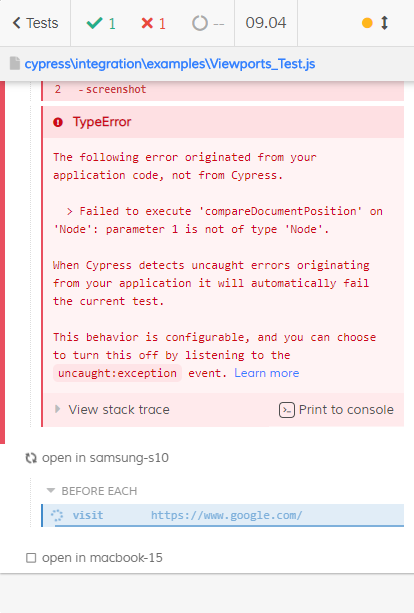 Tests 1 1 -- 09.04
cypress\integration\examples\Viewports_Test.js
2 - screenshot
TypeError
The following error originated from your
application code, not from Cypress.
> Failed to execute 'compareDocumentPosition' on
'Node': parameter 1 is not of type 'Node'.
When Cypress detects uncaught errors originating
from your application it will automatically fail
the current test.
This behavior is configurable, and you can choose
to turn this off by listening to the
uncaught:exception event. Learn more
View stack trace Print to console
open in samsung-s10
BEFORE EACH
visit https://www.google.com/
open in macbook-15